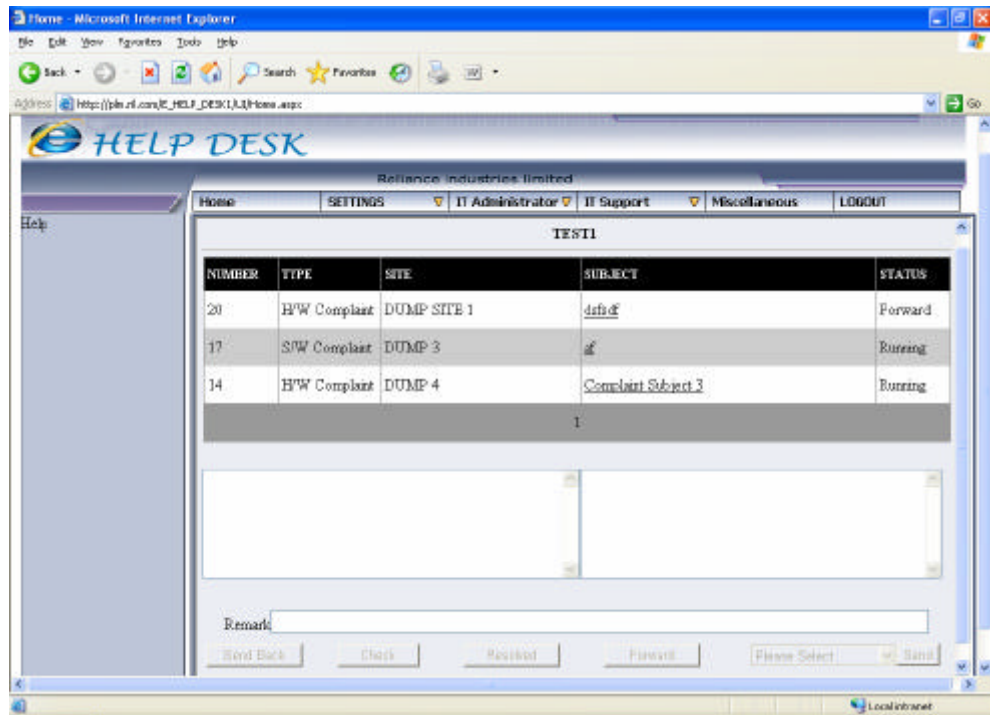 Home - Microsoft Internet Explorer
File Edit View Favorites Tools Help
Back Search Favorites
Address http://plm.ril.com/E_HELP_DESK1/UI/Home.aspx Go
HELP DESK
Reliance industries limited
Home SETTINGS IT Administrator IT Support Miscellaneous LOGOUT
Help
TEST1
NUMBER TYPE SITE SUBJECT STATUS
20 H/W Complaint DUMP SITE 1 dsfsdf Forward
17 S/W Complaint DUMP 3 af Running
14 H/W Complaint DUMP 4 Complaint Subject 3 Running
1
Remark
Send Back Check Resolved Forward Please Select Send
Local intranet